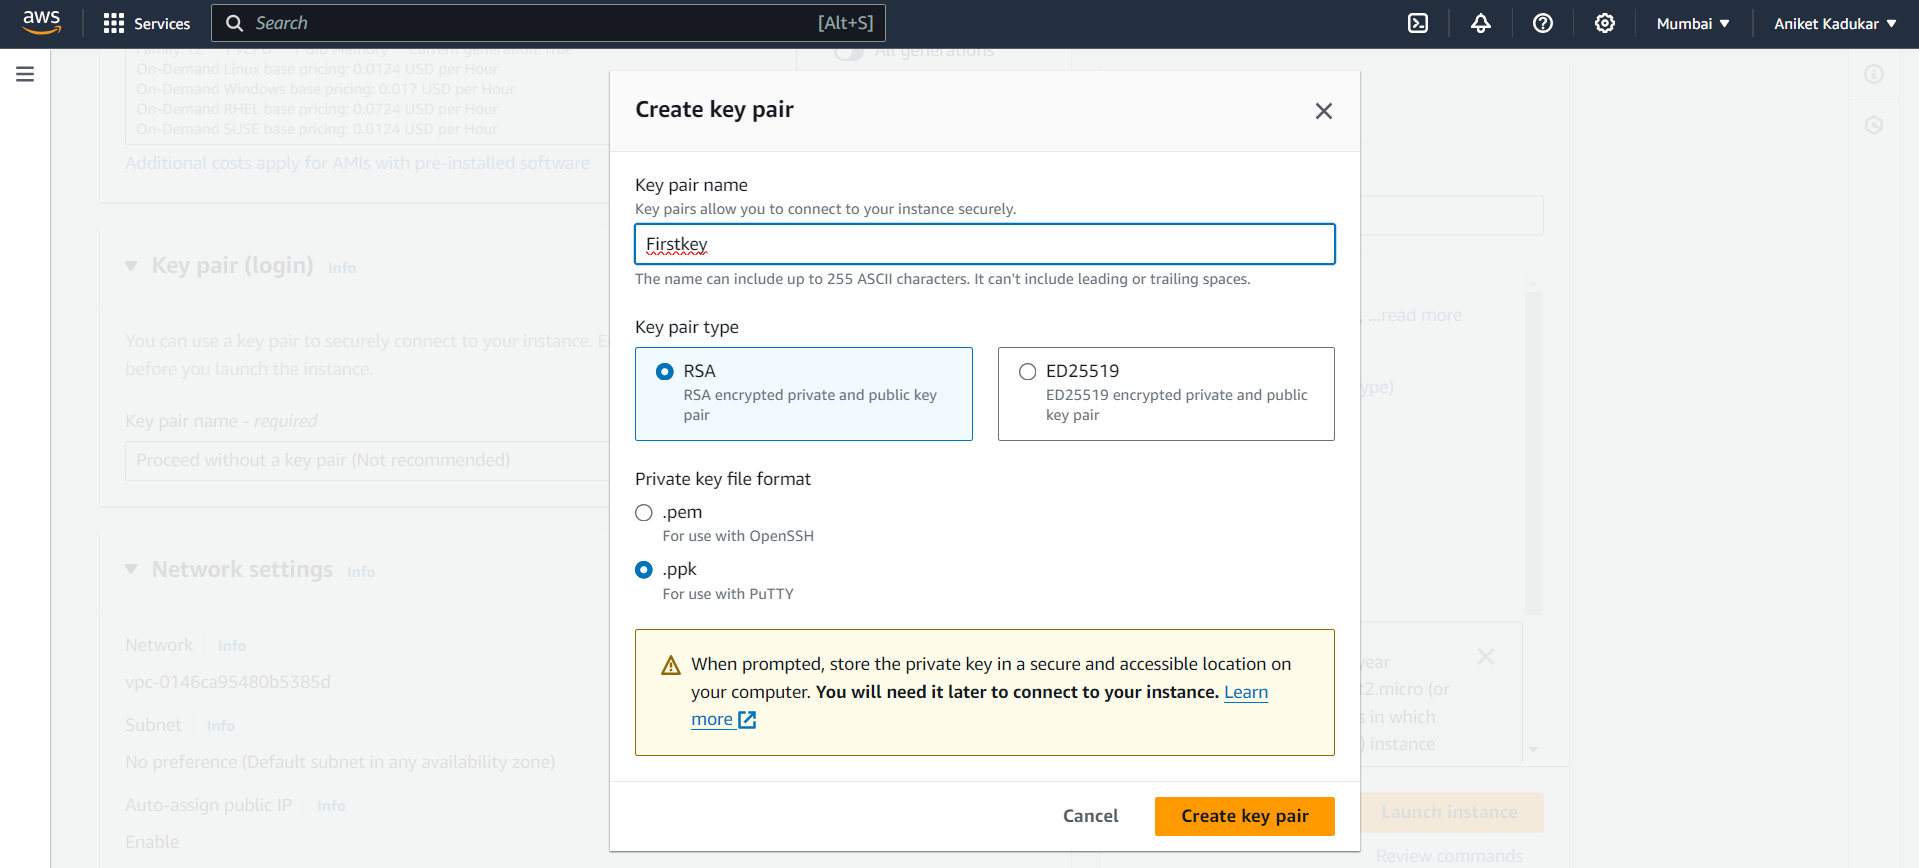 aws
Services
Search
[Alt+S]
Mumbai
Aniket Kadukar
All generations
On-Demand Linux base pricing: 0.0124 USD per Hour
On-Demand Windows base pricing: 0.017 USD per Hour
On-Demand RHEL base pricing: 0.0724 USD per Hour
On-Demand SUSE base pricing: 0.0124 USD per Hour
Additional costs apply for AMIs with pre-installed software
Key pair (login) Info
You can use a key pair to securely connect to your instance.
before you launch the instance.
Key pair name - required
Proceed without a key pair (Not recommended)
Network settings Info
Network Info
vpc-0146ca95480b5385d
Subnet Info
No preference (Default subnet in any availability zone)
Auto-assign public IP Info
Enable
Create key pair
Key pair name
Key pairs allow you to connect to your instance securely.
Firstkey
The name can include up to 255 ASCII characters. It can't include leading or trailing spaces.
Key pair type
RSA
RSA encrypted private and public key
pair
ED25519
ED25519 encrypted private and public
key pair
Private key file format
.pem
For use with OpenSSH
.ppk
For use with PuTTY
When prompted, store the private key in a secure and accessible location on
your computer. You will need it later to connect to your instance. Learn
more
Cancel
Create key pair
...read more
ype)
year
t2.micro (or
s in which
) instance
Launch instance
Review commands